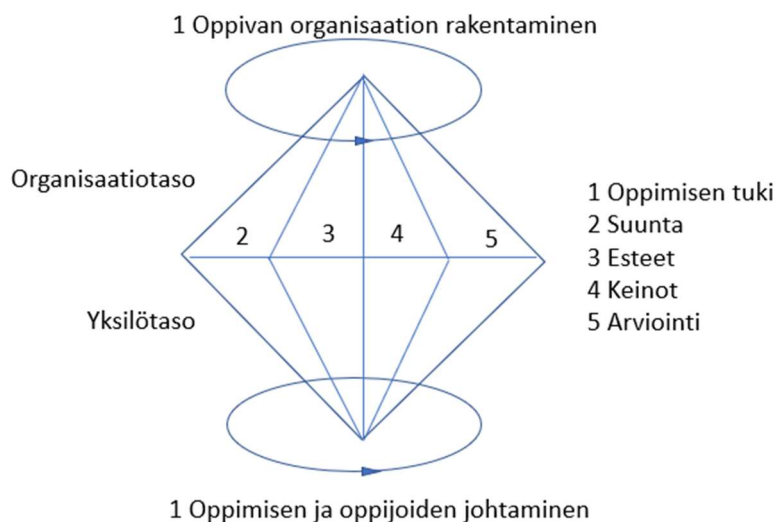 1 Oppivan organisaation rakentaminen
Organisaatiotaso
2
3
4
5
Yksilötaso
1 Oppimisen tuki
2 Suunta
3 Esteet
4 Keinot
5 Arviointi
1 Oppimisen ja oppijoiden johtaminen